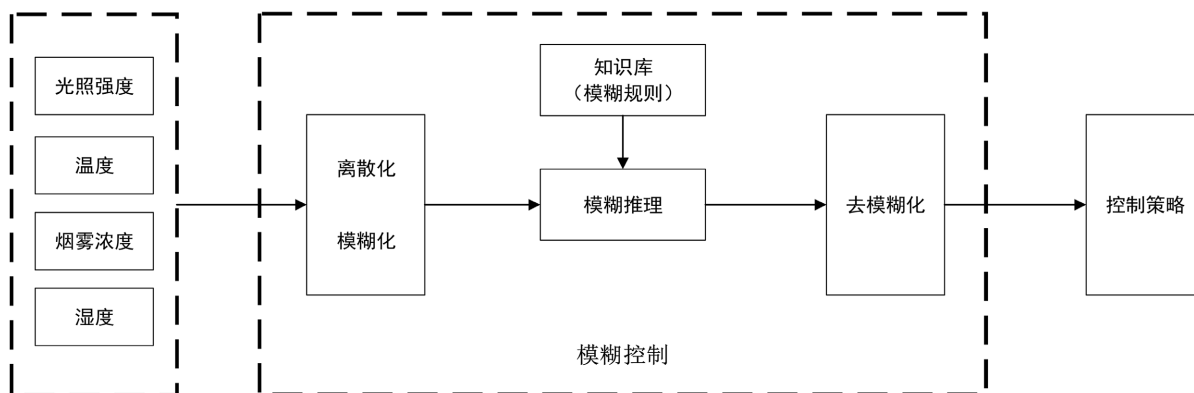 光照强度
温度
烟雾浓度
湿度
离散化
模糊化
知识库
（模糊规则）
模糊推理
去模糊化
控制策略
模糊控制